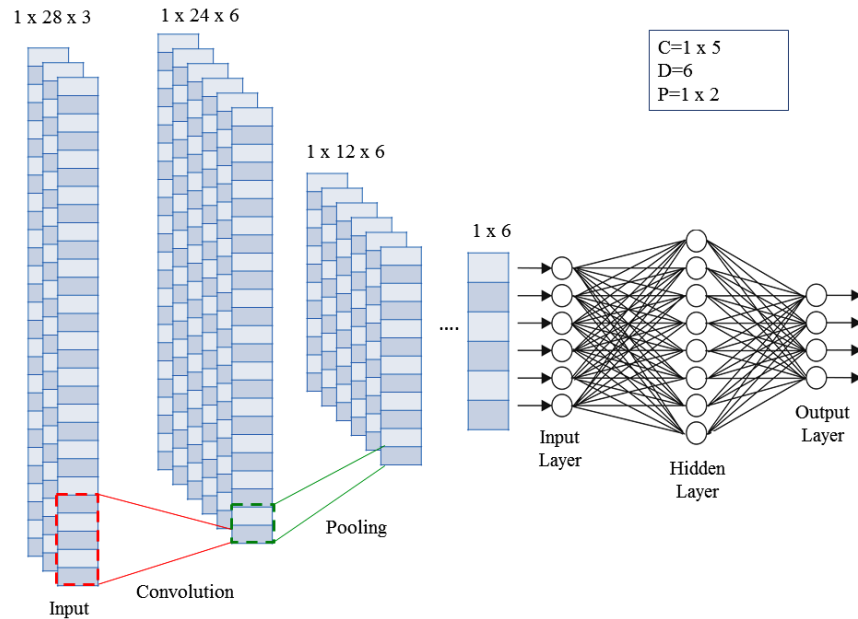 1 x 28 x 3
1 x 24 x 6
C=1 x 5
D=6
P=1 x 2
1 x 12 x 6
1 x 6
....
Input
Layer
Hidden
Layer
Output
Layer
Pooling
Convolution
Input